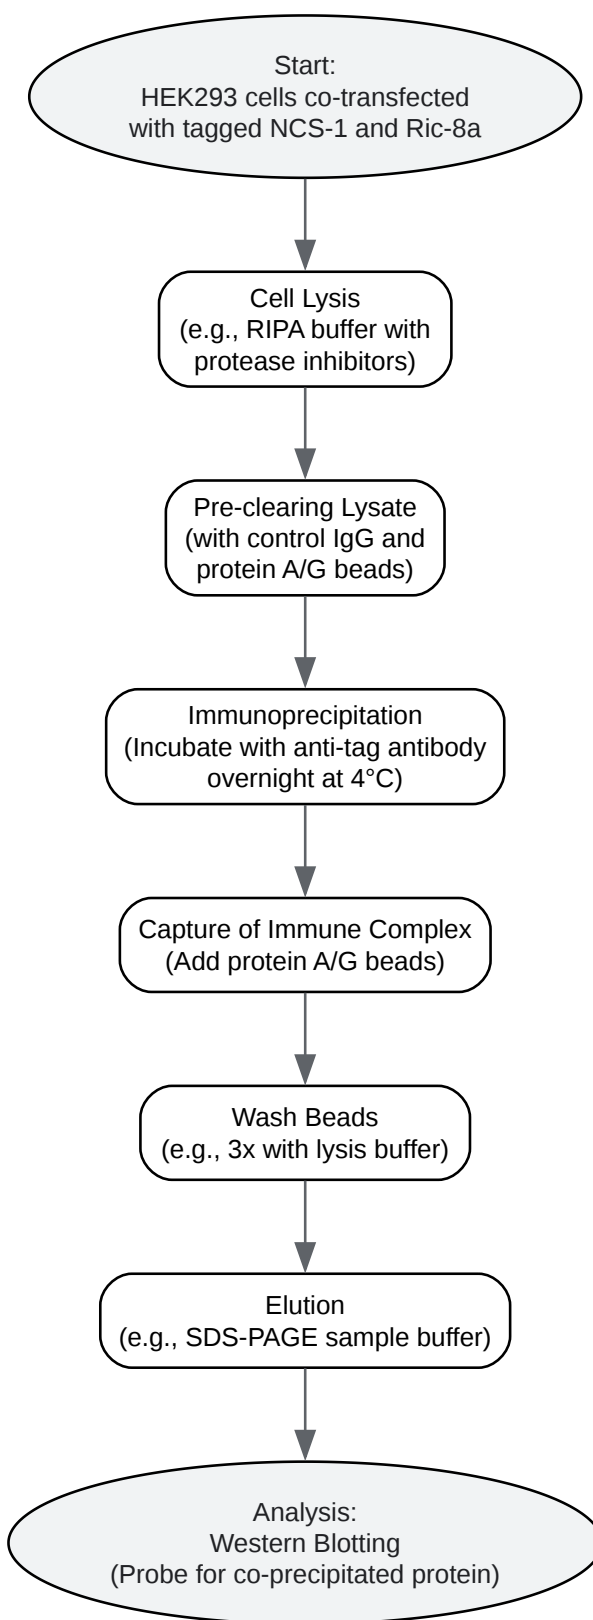 Start:
HEK293 cells co-transfected
with tagged NCS-1 and Ric-8a
Cell Lysis
(e.g., RIPA buffer with
protease inhibitors)
Pre-clearing Lysate
(with control IgG and
protein A/G beads)
Immunoprecipitation
(Incubate with anti-tag antibody
overnight at 4°C)
Capture of Immune Complex
(Add protein A/G beads)
Wash Beads
(e.g., 3x with lysis buffer)
Elution
(e.g., SDS-PAGE sample buffer)
Analysis:
Western Blotting
(Probe for co-precipitated protein)